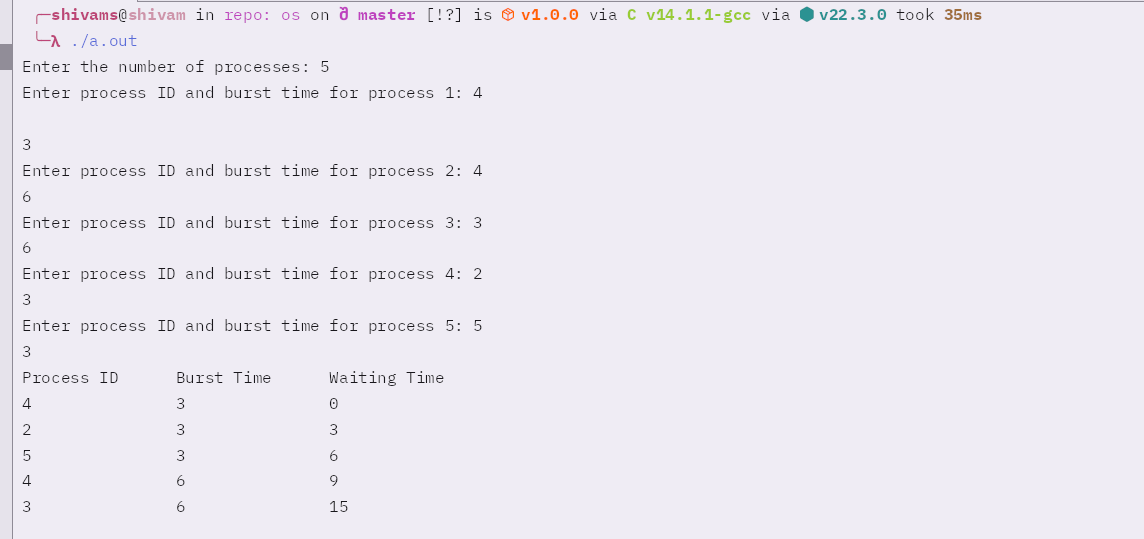 ╭─shivams@shivam in repo: os on master [!?] is v1.0.0 via C v14.1.1-gcc via v22.3.0 took 35ms
╰─λ ./a.out
Enter the number of processes: 5
Enter process ID and burst time for process 1: 4
3
Enter process ID and burst time for process 2: 4
6
Enter process ID and burst time for process 3: 3
6
Enter process ID and burst time for process 4: 2
3
Enter process ID and burst time for process 5: 5
3
Process ID Burst Time Waiting Time
4 3 0
2 3 3
5 3 6
4 6 9
3 6 15